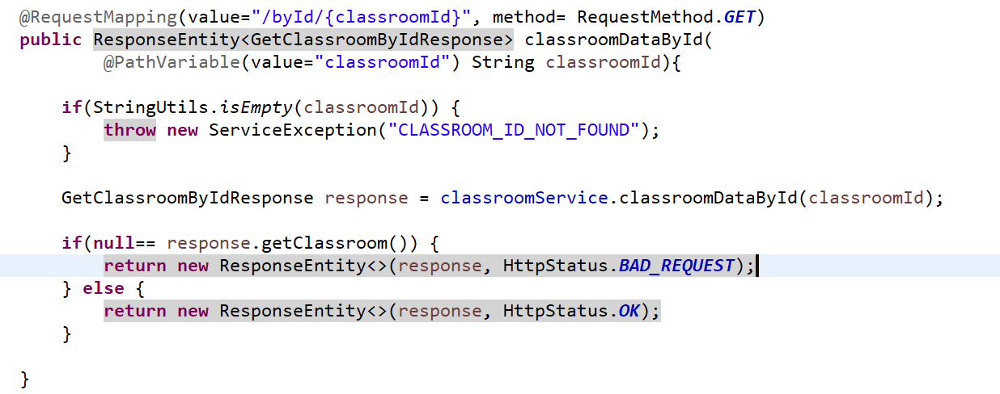 @RequestMapping(value="/byId/{classroomId}", method= RequestMethod.GET)
public ResponseEntity<GetClassroomByIdResponse> classroomDataById(
@PathVariable(value="classroomId") String classroomId){
if(StringUtils.isEmpty(classroomId)) {
throw new ServiceException("CLASSROOM_ID_NOT_FOUND");
}
GetClassroomByIdResponse response = classroomService.classroomDataById(classroomId);
if(null== response.getClassroom()) {
return new ResponseEntity<>(response, HttpStatus.BAD_REQUEST);
} else {
return new ResponseEntity<>(response, HttpStatus.OK);
}
}